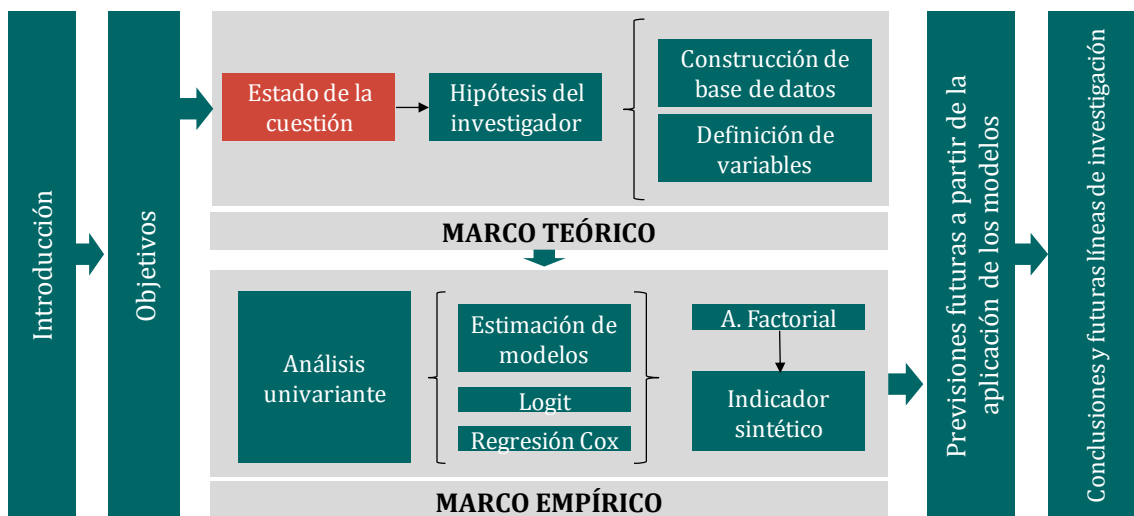 Introducción
Objetivos
Estado de la
cuestión
Hipótesis del
investigador
Construcción de
base de datos
Definición de
variables
MARCO TEÓRICO
Análisis
univariante
Estimación de
modelos
Logit
Regresión Cox
A. Factorial
Indicador
sintético
MARCO EMPÍRICO
Previsiones futuras a partir de la
aplicación de los modelos
Conclusiones y futuras líneas de investigación